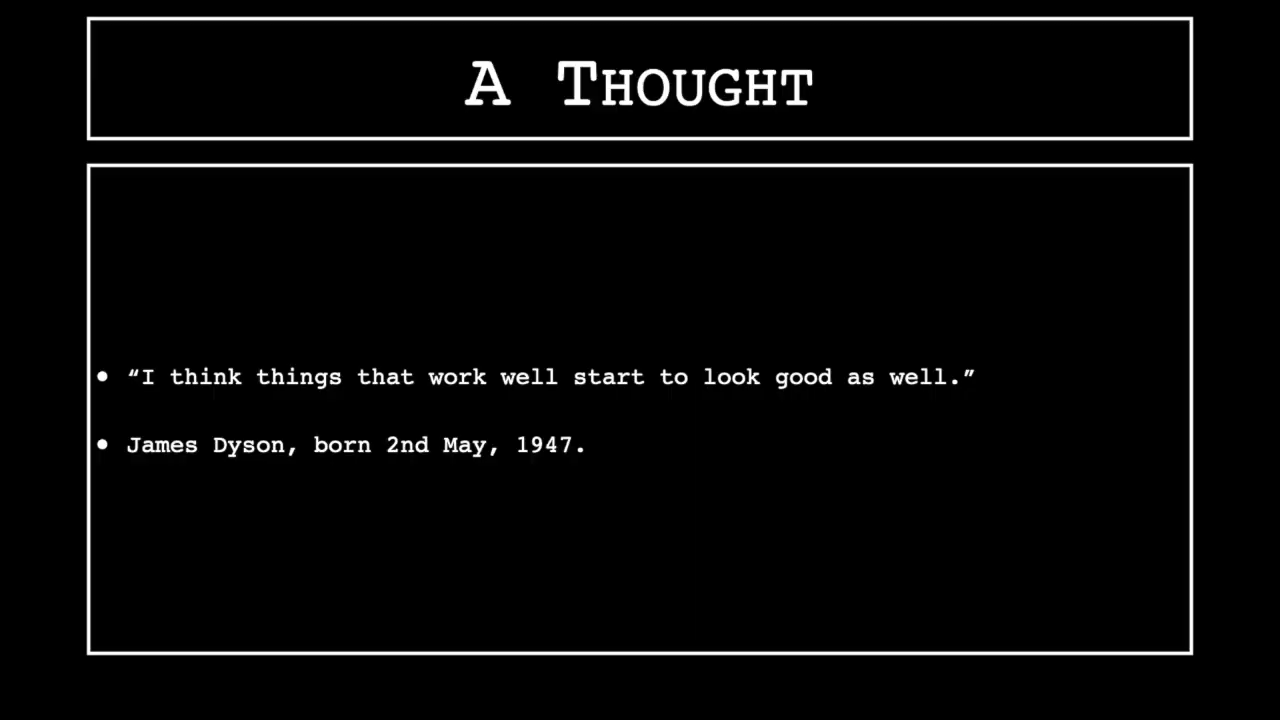 A Thought
• “I think things that work well start to look good as well.”
• James Dyson, born 2nd May, 1947.